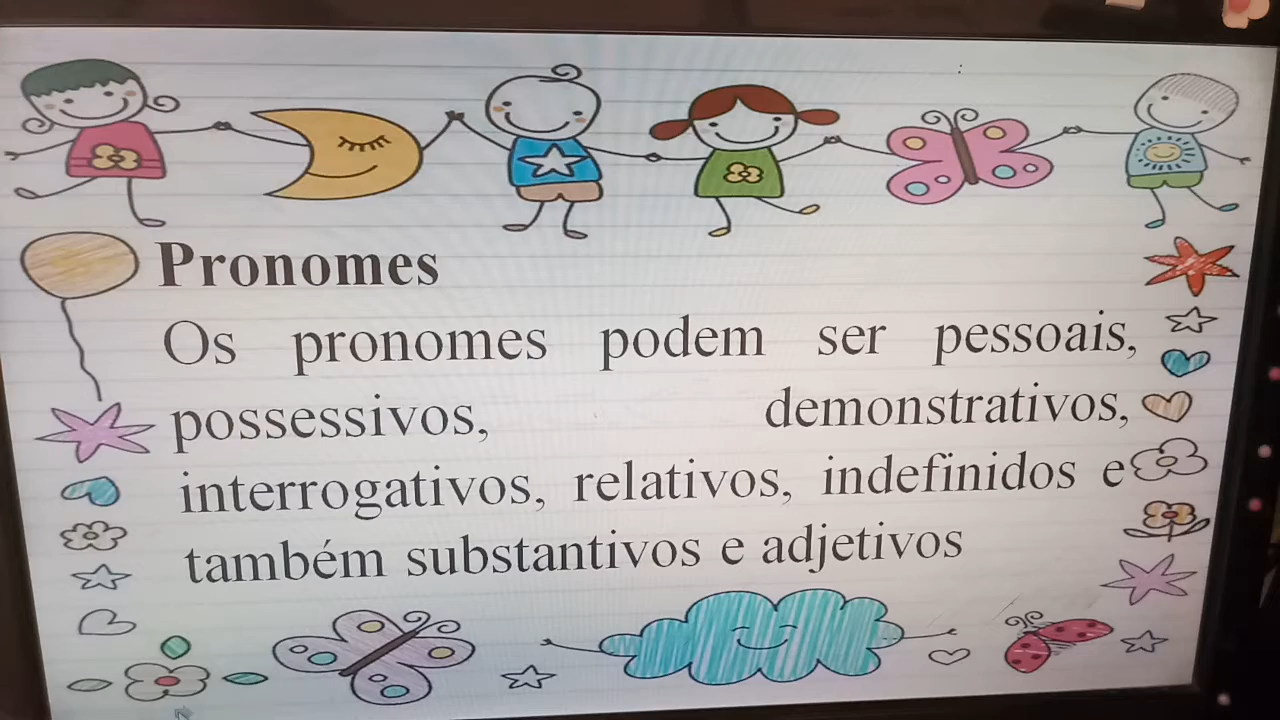 Pronomes
Os pronomes podem ser pessoais,
possessivos, demonstrativos,
interrogativos, relativos, indefinidos e
também substantivos e adjetivos